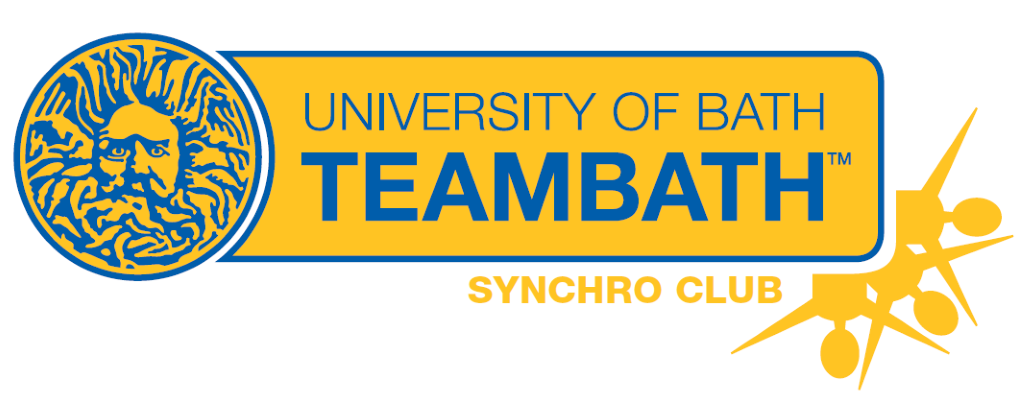 UNIVERSITY OF BATH
TEAMBATH™
SYNCHRO CLUB